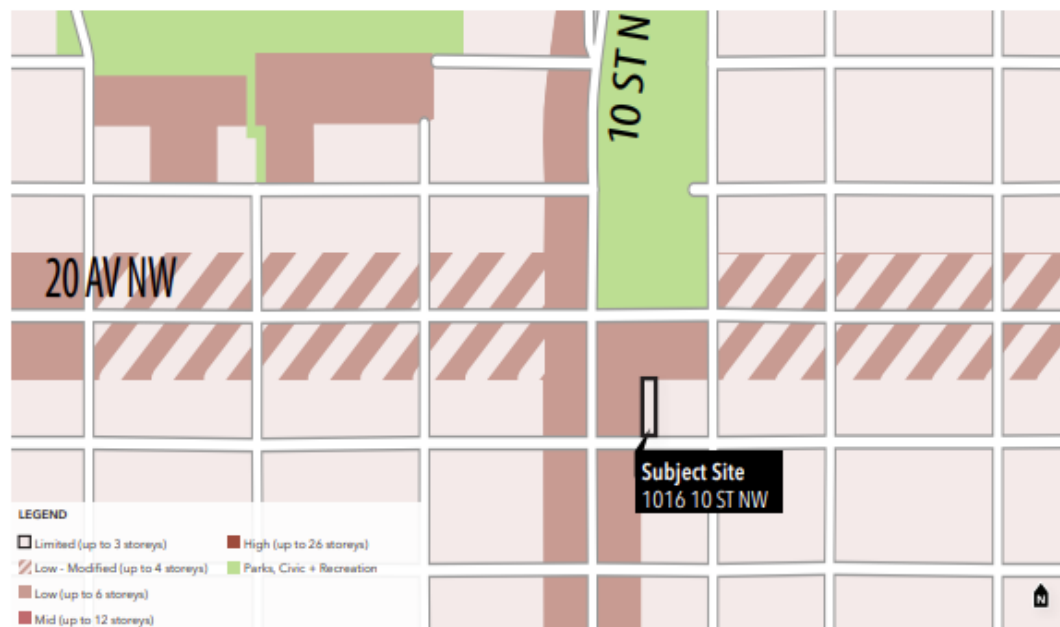 10 ST N
20 AV NW
Subject Site
1016 10 ST NW
LEGEND
Limited (up to 3 storeys)
Low - Modified (up to 4 storeys)
Low (up to 6 storeys)
Mid (up to 12 storeys)
High (up to 26 storeys)
Parks, Civic + Recreation
N